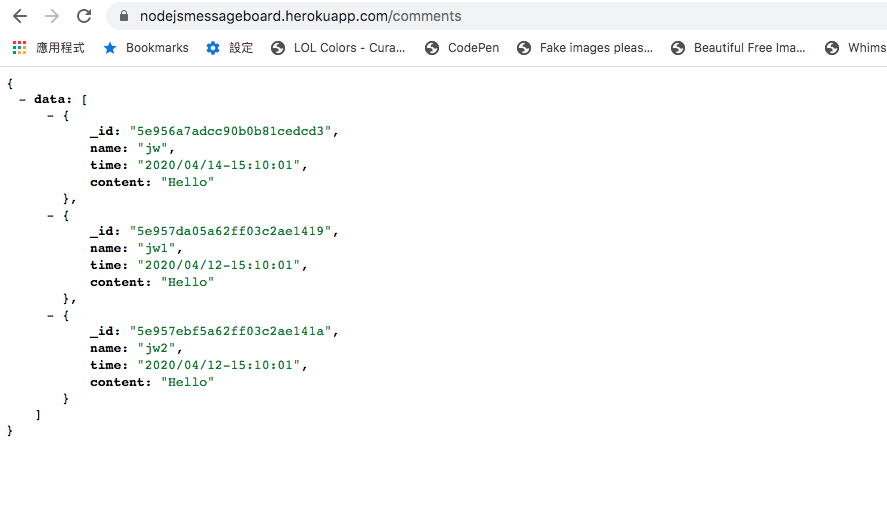 nodejsmessageboard.herokuapp.com/comments
應用程式 Bookmarks 設定 LOL Colors - Cura... CodePen Fake images pleas... Beautiful Free Ima... Whims
{
– data: [
– {
_id: "5e956a7adcc90b0b81cedcd3",
name: "jw",
time: "2020/04/14-15:10:01",
content: "Hello"
},
– {
_id: "5e957da05a62ff03c2ae1419",
name: "jw1",
time: "2020/04/12-15:10:01",
content: "Hello"
},
– {
_id: "5e957ebf5a62ff03c2ae141a",
name: "jw2",
time: "2020/04/12-15:10:01",
content: "Hello"
}
]
}